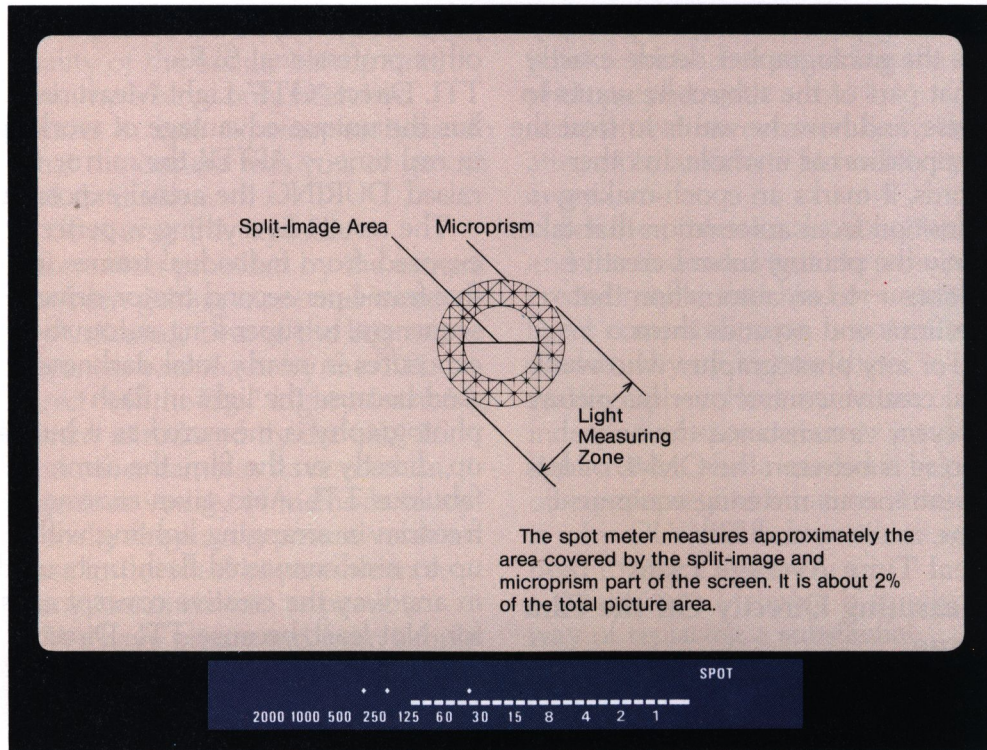 Split-Image Area
Microprism
Light
Measuring
Zone
The spot meter measures approximately the
area covered by the split-image and
microprism part of the screen. It is about 2%
of the total picture area.
SPOT
2000 1000 500 250 125 60 30 15 8 4 2 1